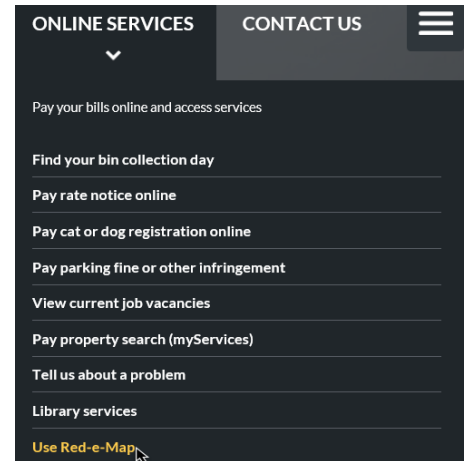 ONLINE SERVICES
CONTACT US
Pay your bills online and access services
Find your bin collection day
Pay rate notice online
Pay cat or dog registration online
Pay parking fine or other infringement
View current job vacancies
Pay property search (myServices)
Tell us about a problem
Library services
Use Red-e-Map